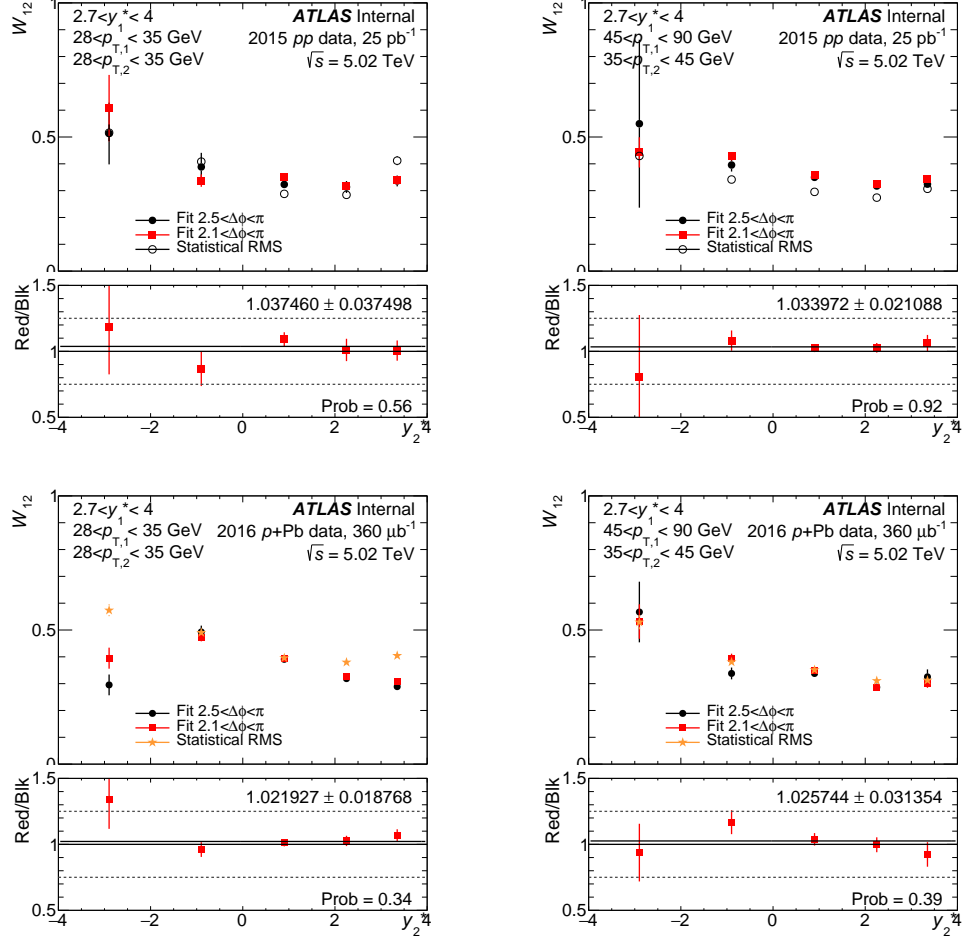 W12
2.7<y1*< 4
28<pT,1< 35 GeV
28<pT,2< 35 GeV
ATLAS Internal
2015 pp data, 25 pb-1
√s = 5.02 TeV
1
0.5
0
Fit 2.5<Δϕ<π
Fit 2.1<Δϕ<π
Statistical RMS
Red/Blk
1.5
1
0.5
1.037460 ± 0.037498
Prob = 0.56
−4 −2 0 2 4
y2*
W12
2.7<y1*< 4
45<pT,1< 90 GeV
35<pT,2< 45 GeV
ATLAS Internal
2015 pp data, 25 pb-1
√s = 5.02 TeV
1
0.5
0
Fit 2.5<Δϕ<π
Fit 2.1<Δϕ<π
Statistical RMS
Red/Blk
1.5
1
0.5
1.033972 ± 0.021088
Prob = 0.92
−4 −2 0 2 4
y2*
W12
2.7<y1*< 4
28<pT,1< 35 GeV
28<pT,2< 35 GeV
ATLAS Internal
2016 p+Pb data, 360 μb-1
√s = 5.02 TeV
1
0.5
0
Fit 2.5<Δϕ<π
Fit 2.1<Δϕ<π
Statistical RMS
Red/Blk
1.5
1
0.5
1.021927 ± 0.018768
Prob = 0.34
−4 −2 0 2 4
y2*
W12
2.7<y1*< 4
45<pT,1< 90 GeV
35<pT,2< 45 GeV
ATLAS Internal
2016 p+Pb data, 360 μb-1
√s = 5.02 TeV
1
0.5
0
Fit 2.5<Δϕ<π
Fit 2.1<Δϕ<π
Statistical RMS
Red/Blk
1.5
1
0.5
1.025744 ± 0.031354
Prob = 0.39
−4 −2 0 2 4
y2*